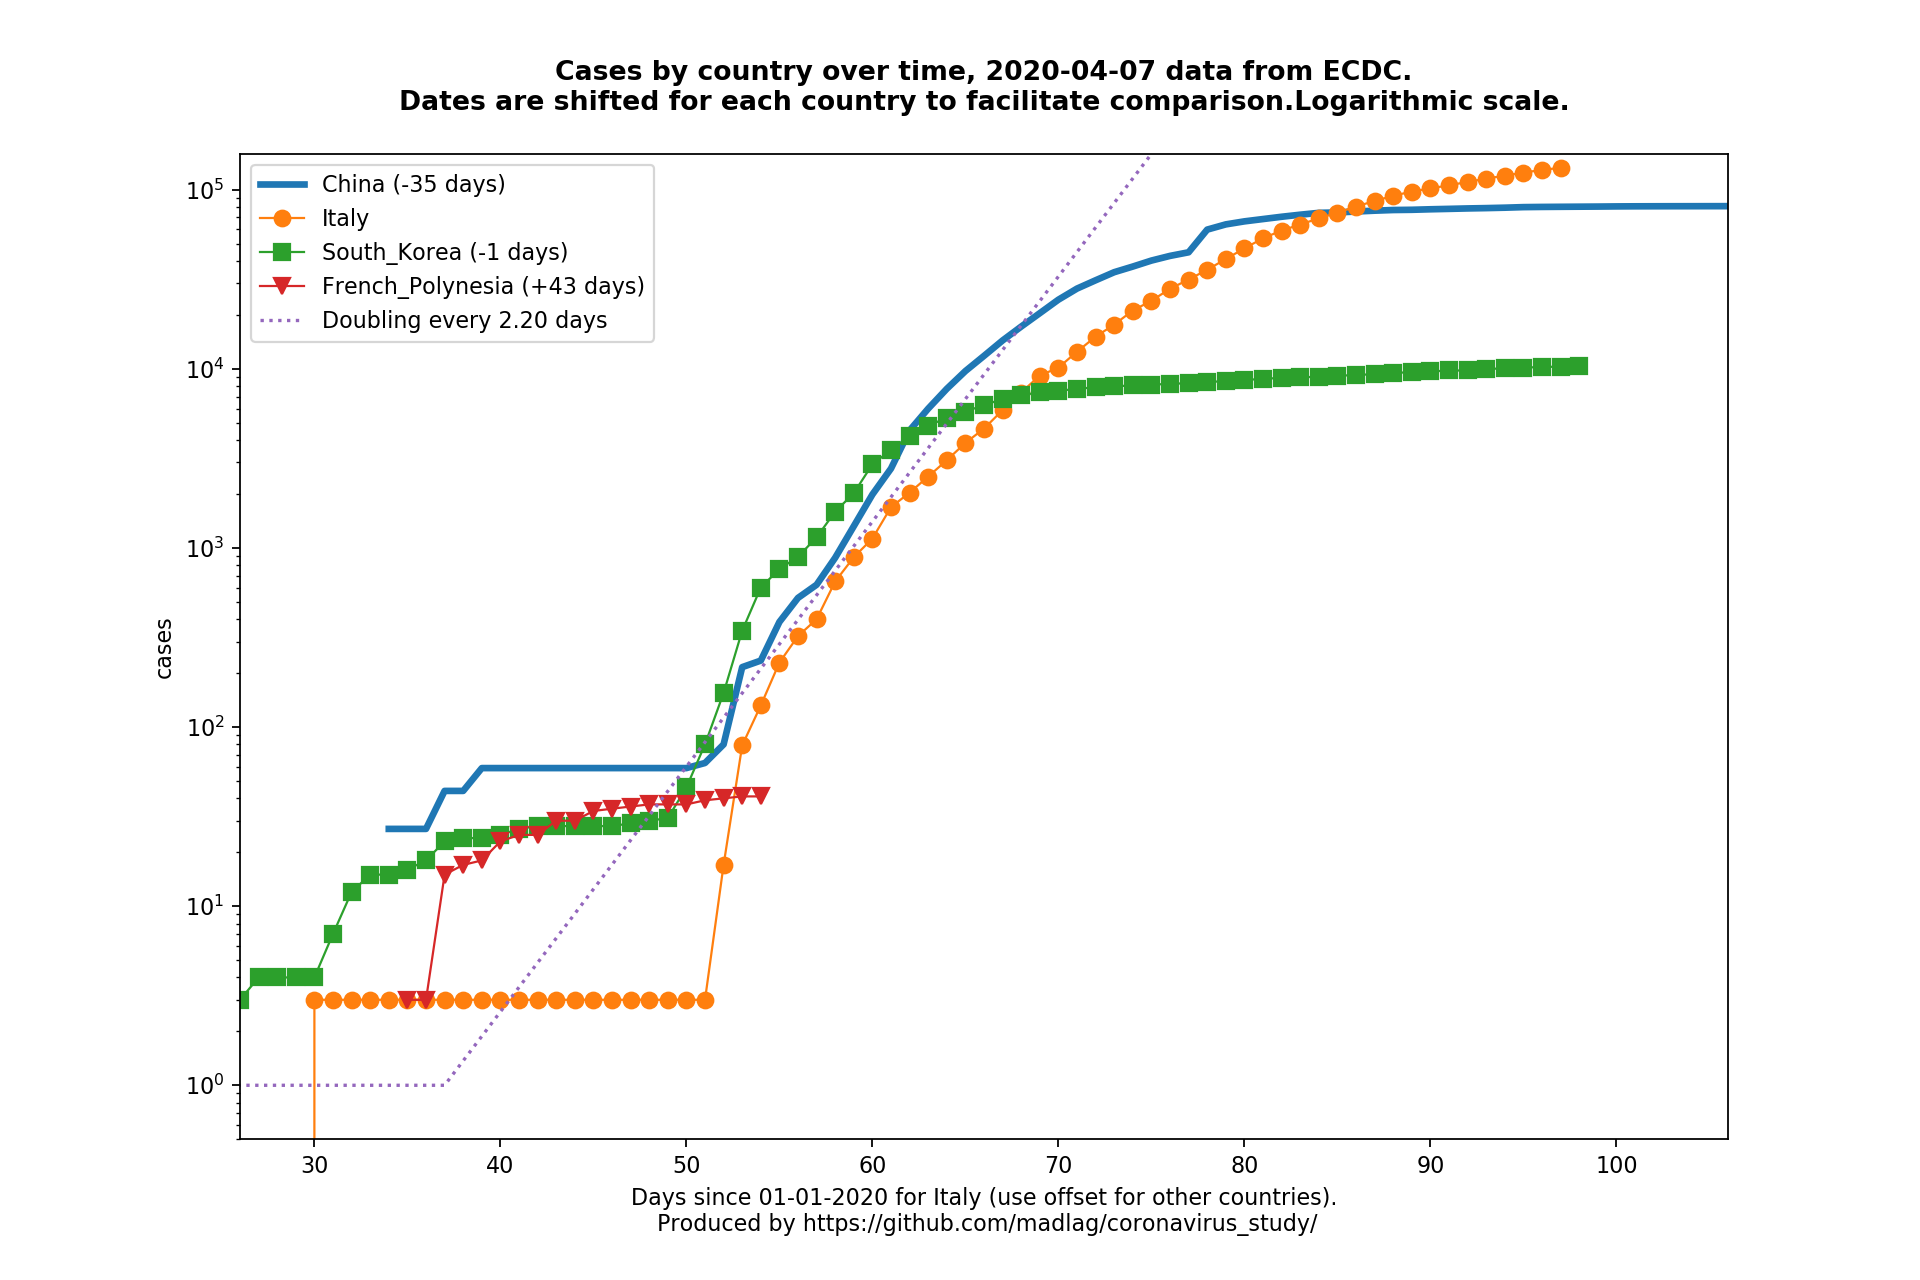 Cases by country over time, 2020-04-07 data from ECDC.
Dates are shifted for each country to facilitate comparison.Logarithmic scale.
China (-35 days)
Italy
South_Korea (-1 days)
French_Polynesia (+43 days)
Doubling every 2.20 days
10^5
10^4
10^3
10^2
10^1
10^0
cases
30 40 50 60 70 80 90 100
Days since 01-01-2020 for Italy (use offset for other countries).
Produced by https://github.com/madlag/coronavirus_study/